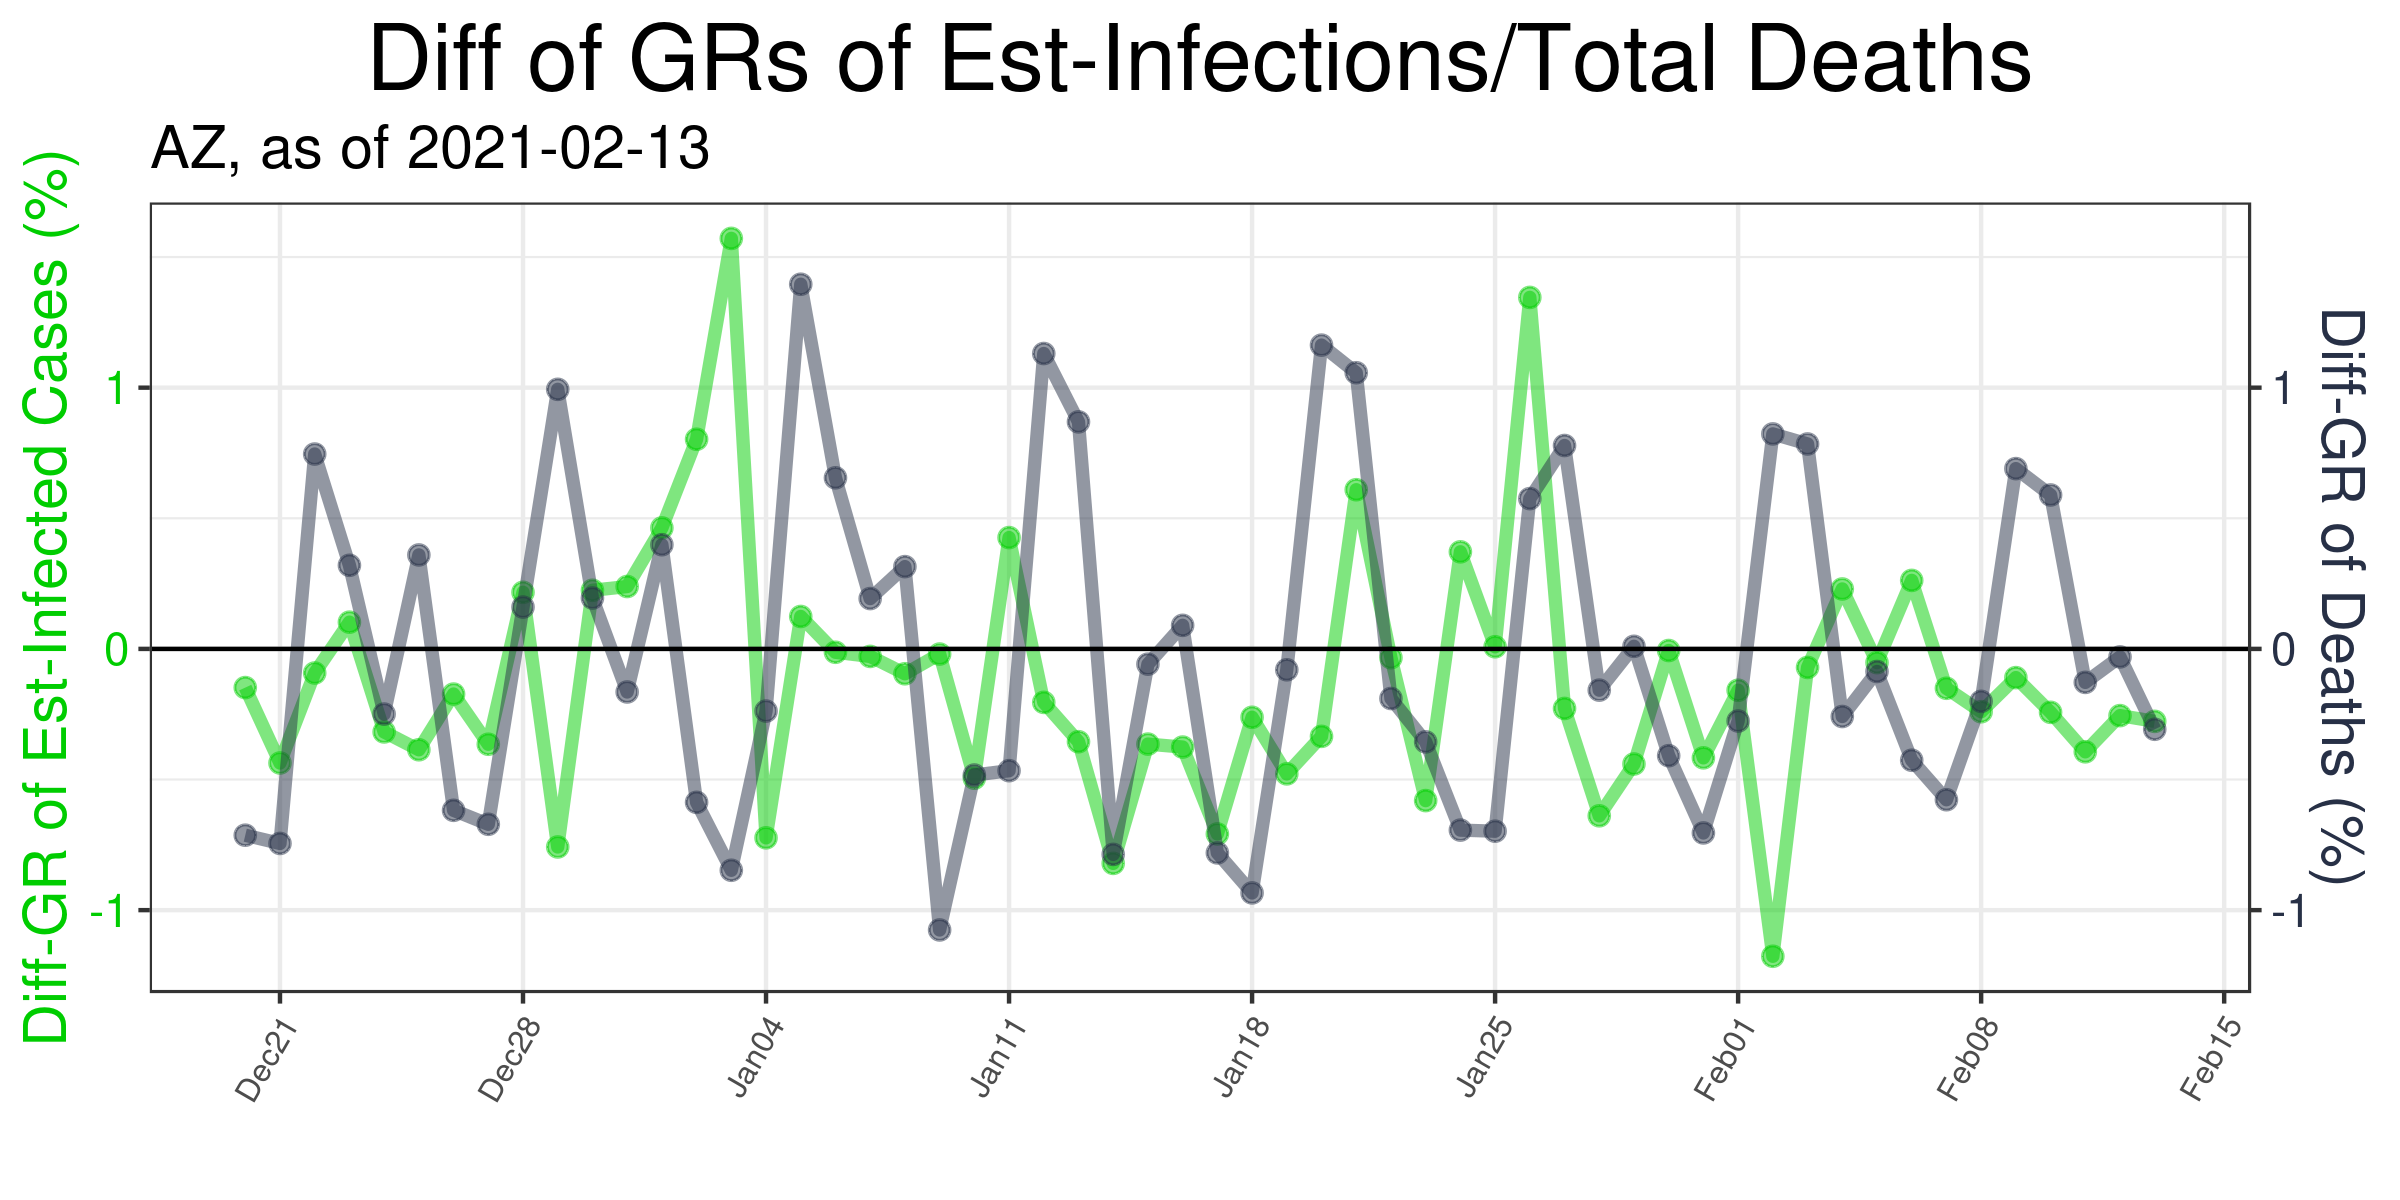 Diff of GRs of Est-Infections/Total Deaths
AZ, as of 2021-02-13
Diff-GR of Est-Infected Cases (%)
1
0
-1
1
0
-1
Diff-GR of Deaths (%)
Dec21
Dec28
Jan04
Jan11
Jan18
Jan25
Feb01
Feb08
Feb15